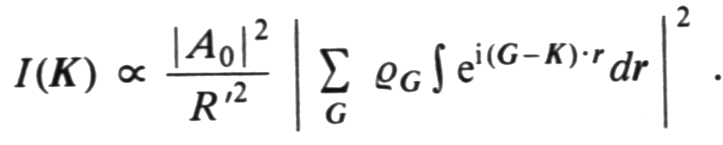 I(K) ∝ |A₀|² / R′² | ∑_G ϱ_G ∫ e^{i(G−K)·r} dr |² .